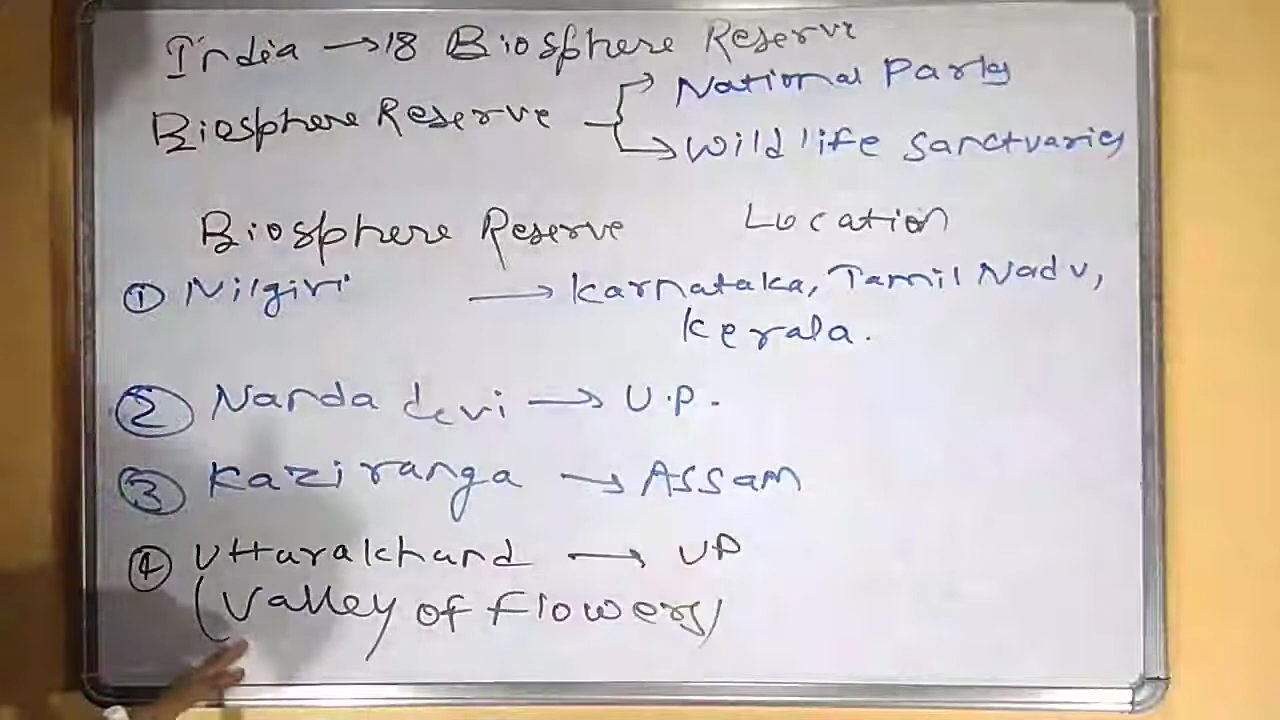 India → 18 Biosphere Reserve
Biosphere Reserve → National Parks
→ Wildlife Sanctuaries
Biosphere Reserve Location
① Nilgiri → Karnataka, Tamil Nadu,
Kerala.
② Nanda devi → U.P.
③ Kaziranga → Assam
④ Uttarakhand → UP
(Valley of Flowers)